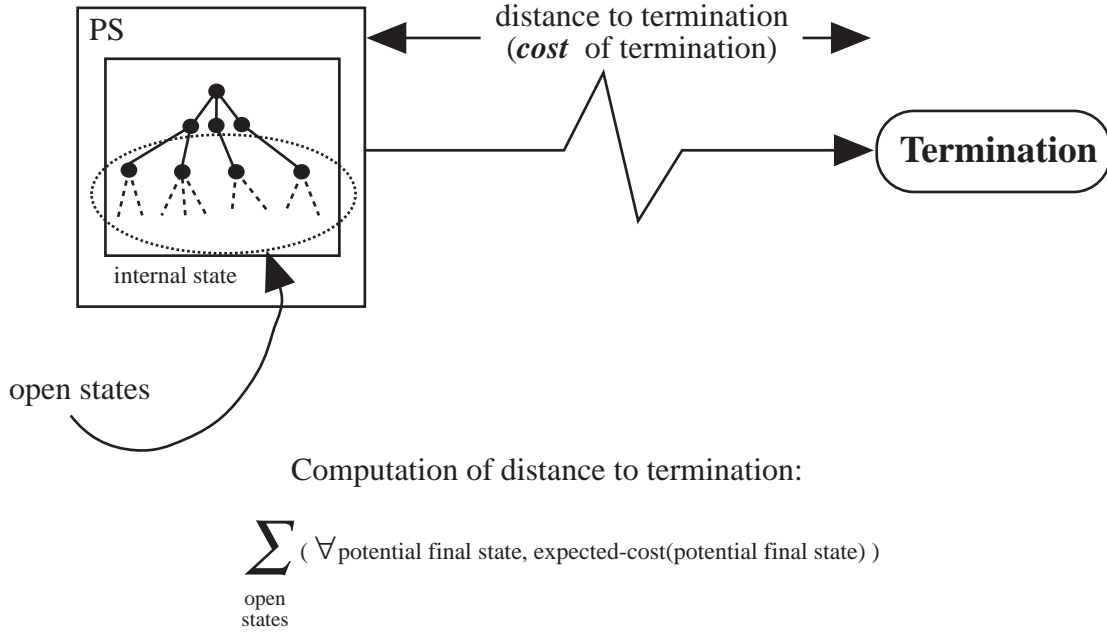 PS
distance to termination
(cost of termination)
Termination
internal state
open states
Computation of distance to termination:
∑ ( ∀ potential final state, expected-cost(potential final state) )
open
states